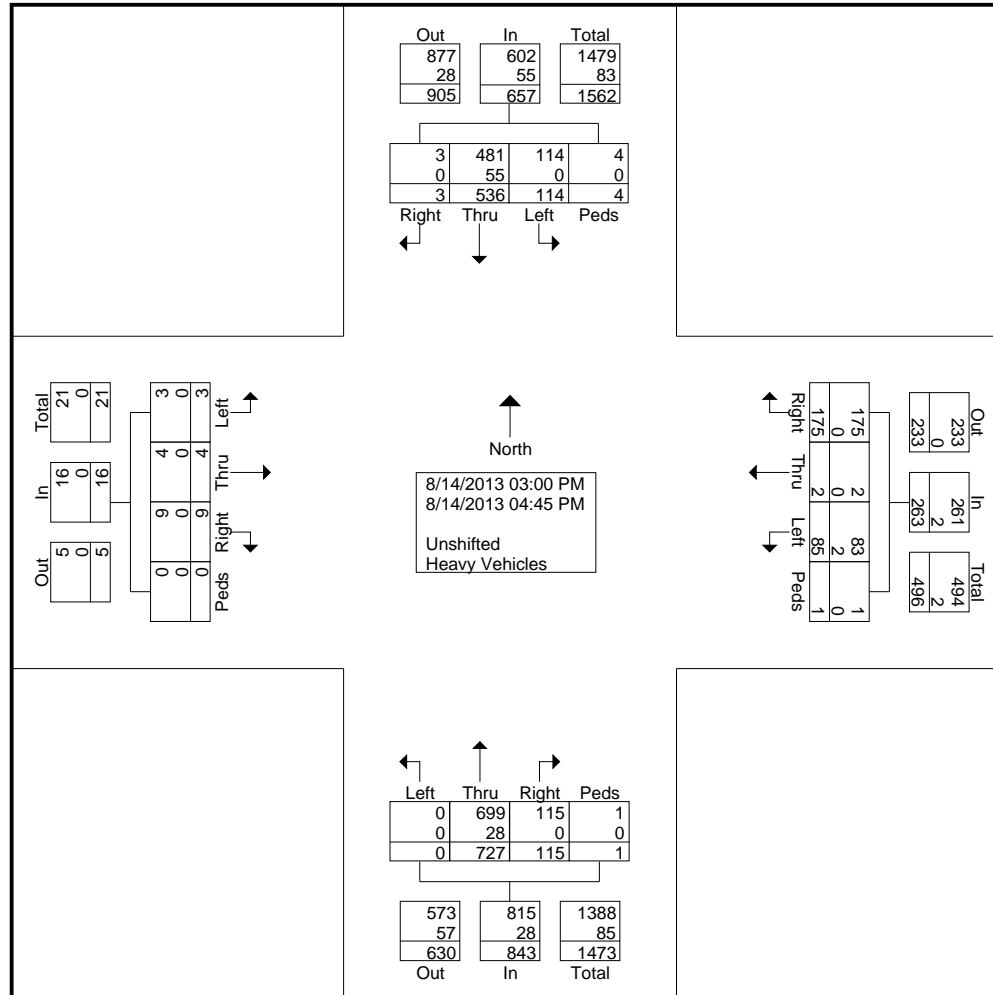 Out In Total
877 602 1479
28 55 83
905 657 1562
3 481 114 4
0 55 0 0
3 536 114 4
Right Thru Left Peds
Total
21
0
21
In
16
0
16
Out
5
0
5
3 0 3
Left
4 0 4
Thru
9 0 9
Right
0 0 0
Peds
North
8/14/2013 03:00 PM
8/14/2013 04:45 PM
Unshifted
Heavy Vehicles
Right
175 0 175
Thru
2 0 2
Left
83 2 85
Peds
1 0 1
Out
233
0
233
In
261
2
263
Total
494
2
496
Left Thru Right Peds
0 699 115 1
0 28 0 0
0 727 115 1
573 815 1388
57 28 85
630 843 1473
Out In Total